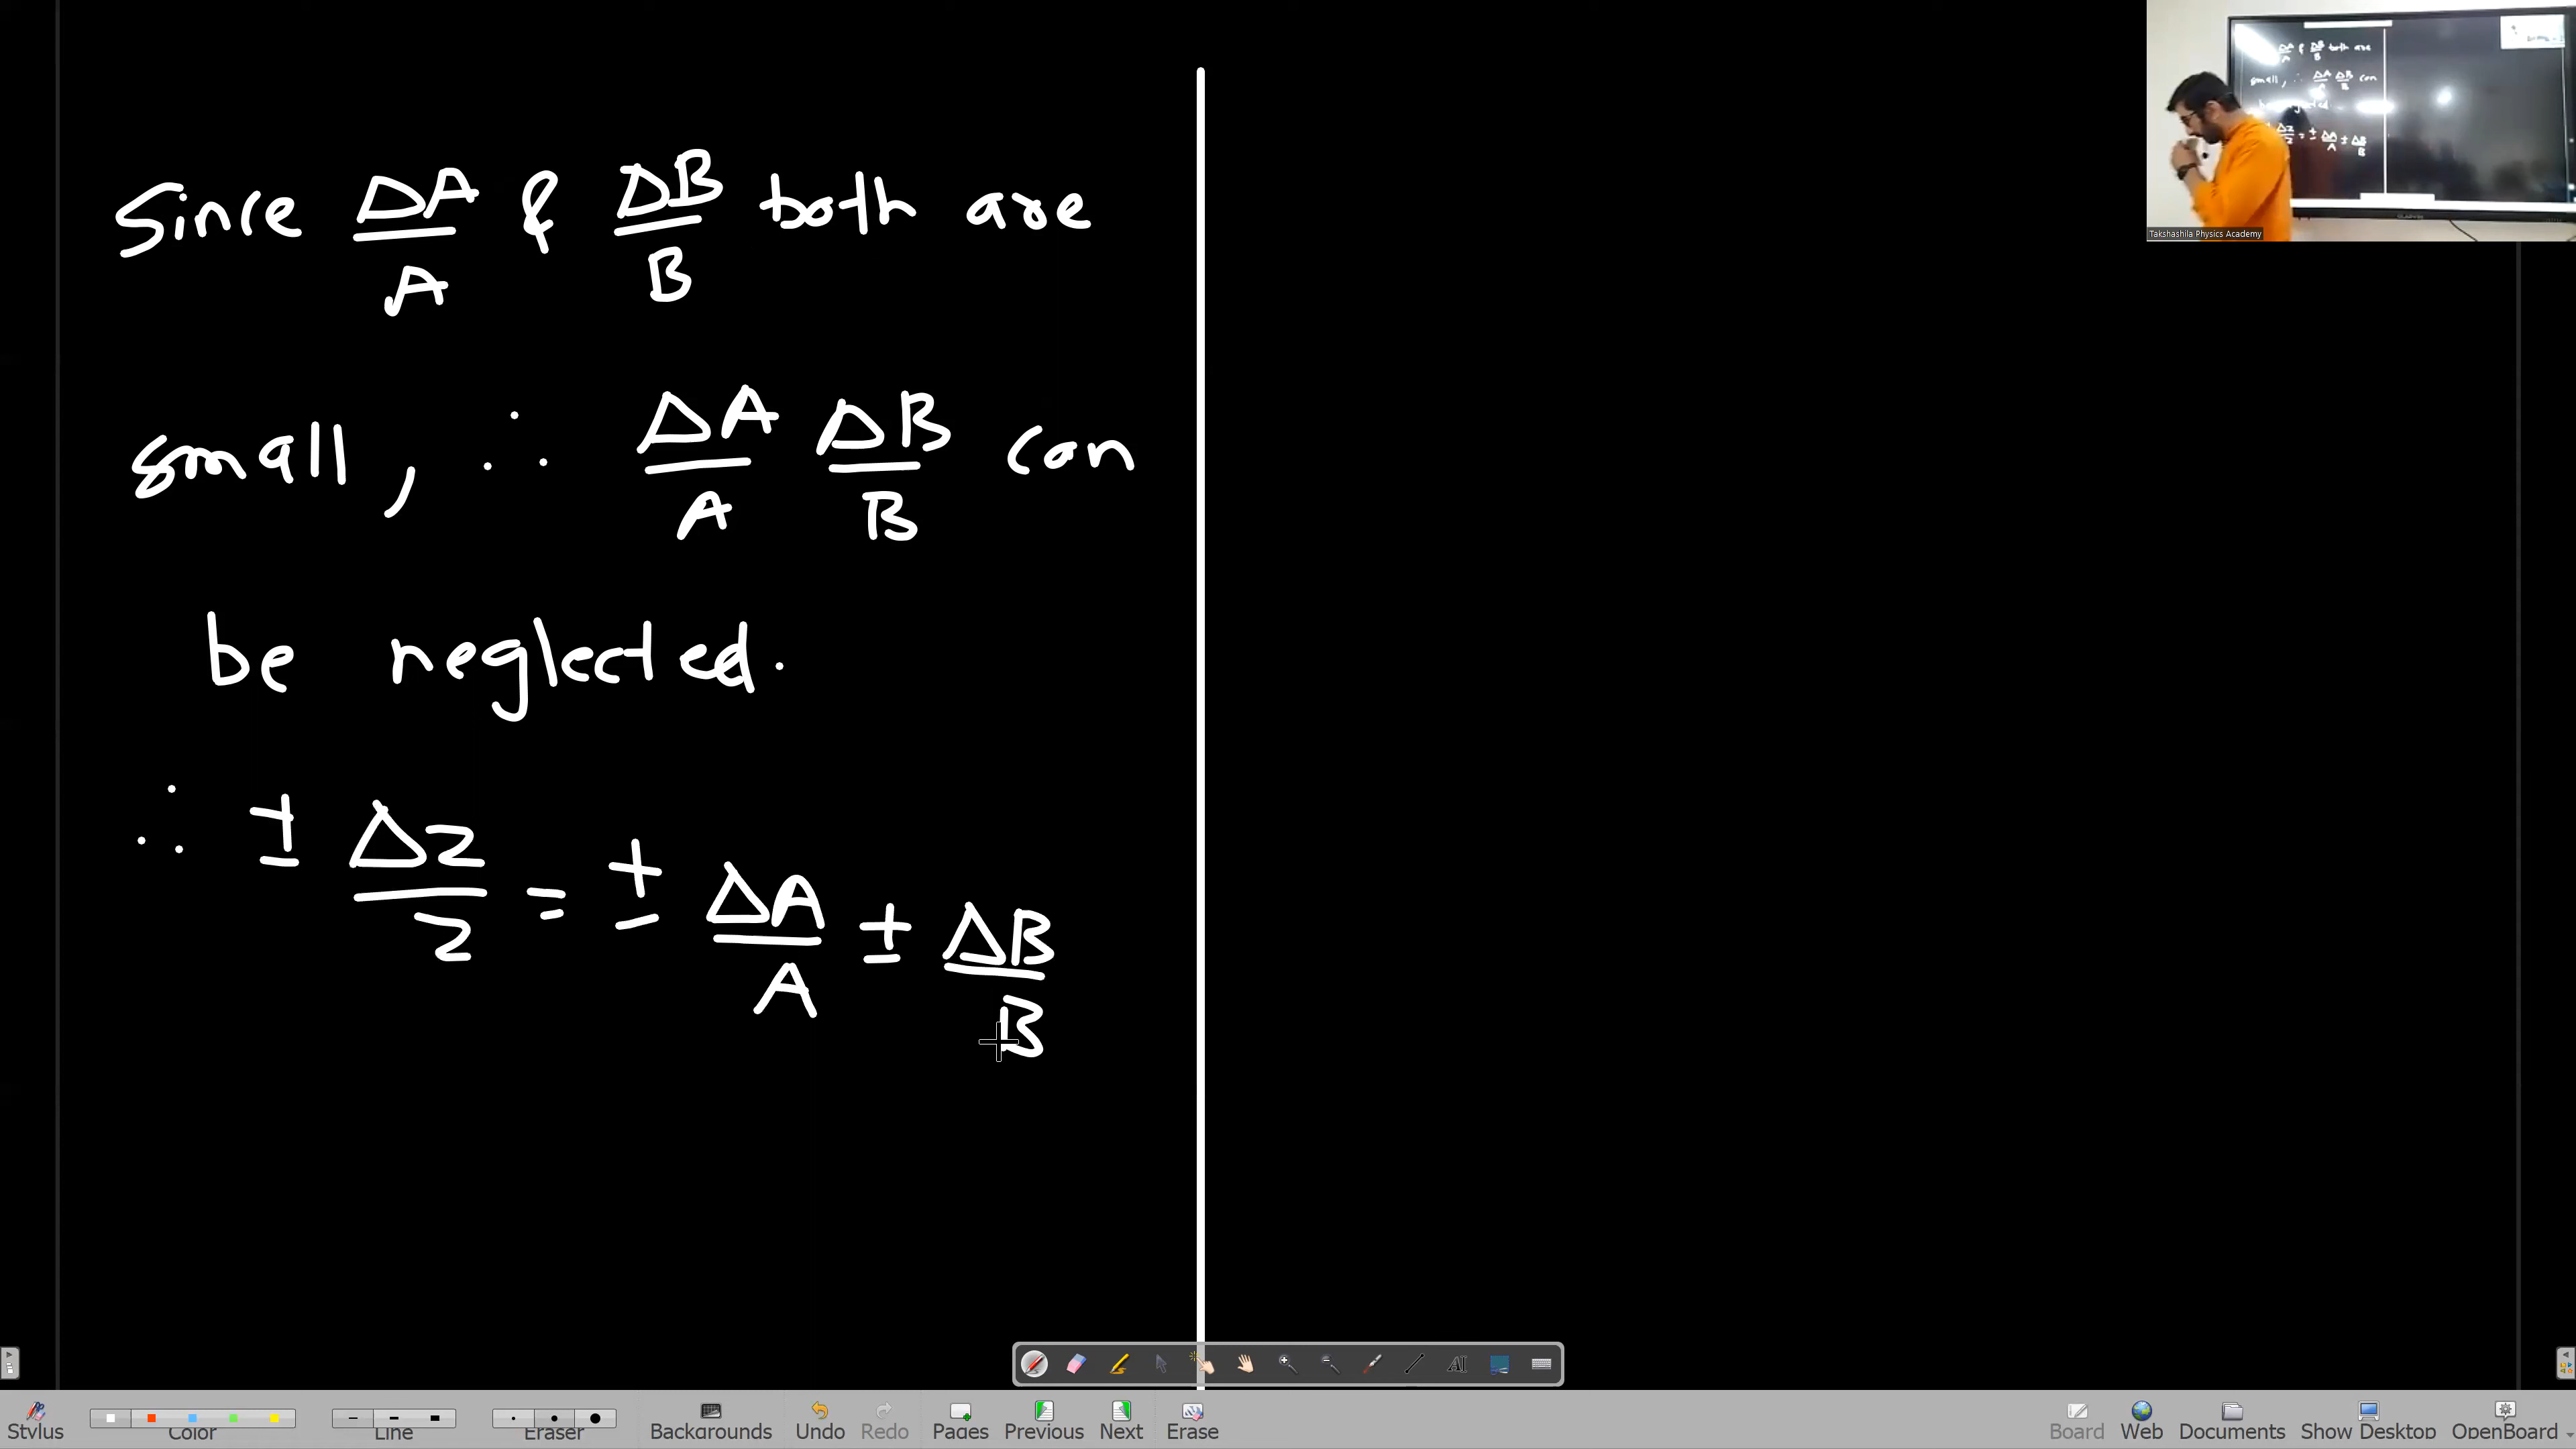 Since ΔA/A & ΔB/B both are
small, ∴ ΔA/A ΔB/B can
be neglected.
∴ ± Δz/z = ± ΔA/A ± ΔB/B
Takshashila Physics Academy
Stylus Color Line Eraser Backgrounds Undo Redo Pages Previous Next Erase Board Web Documents Show Desktop OpenBoard